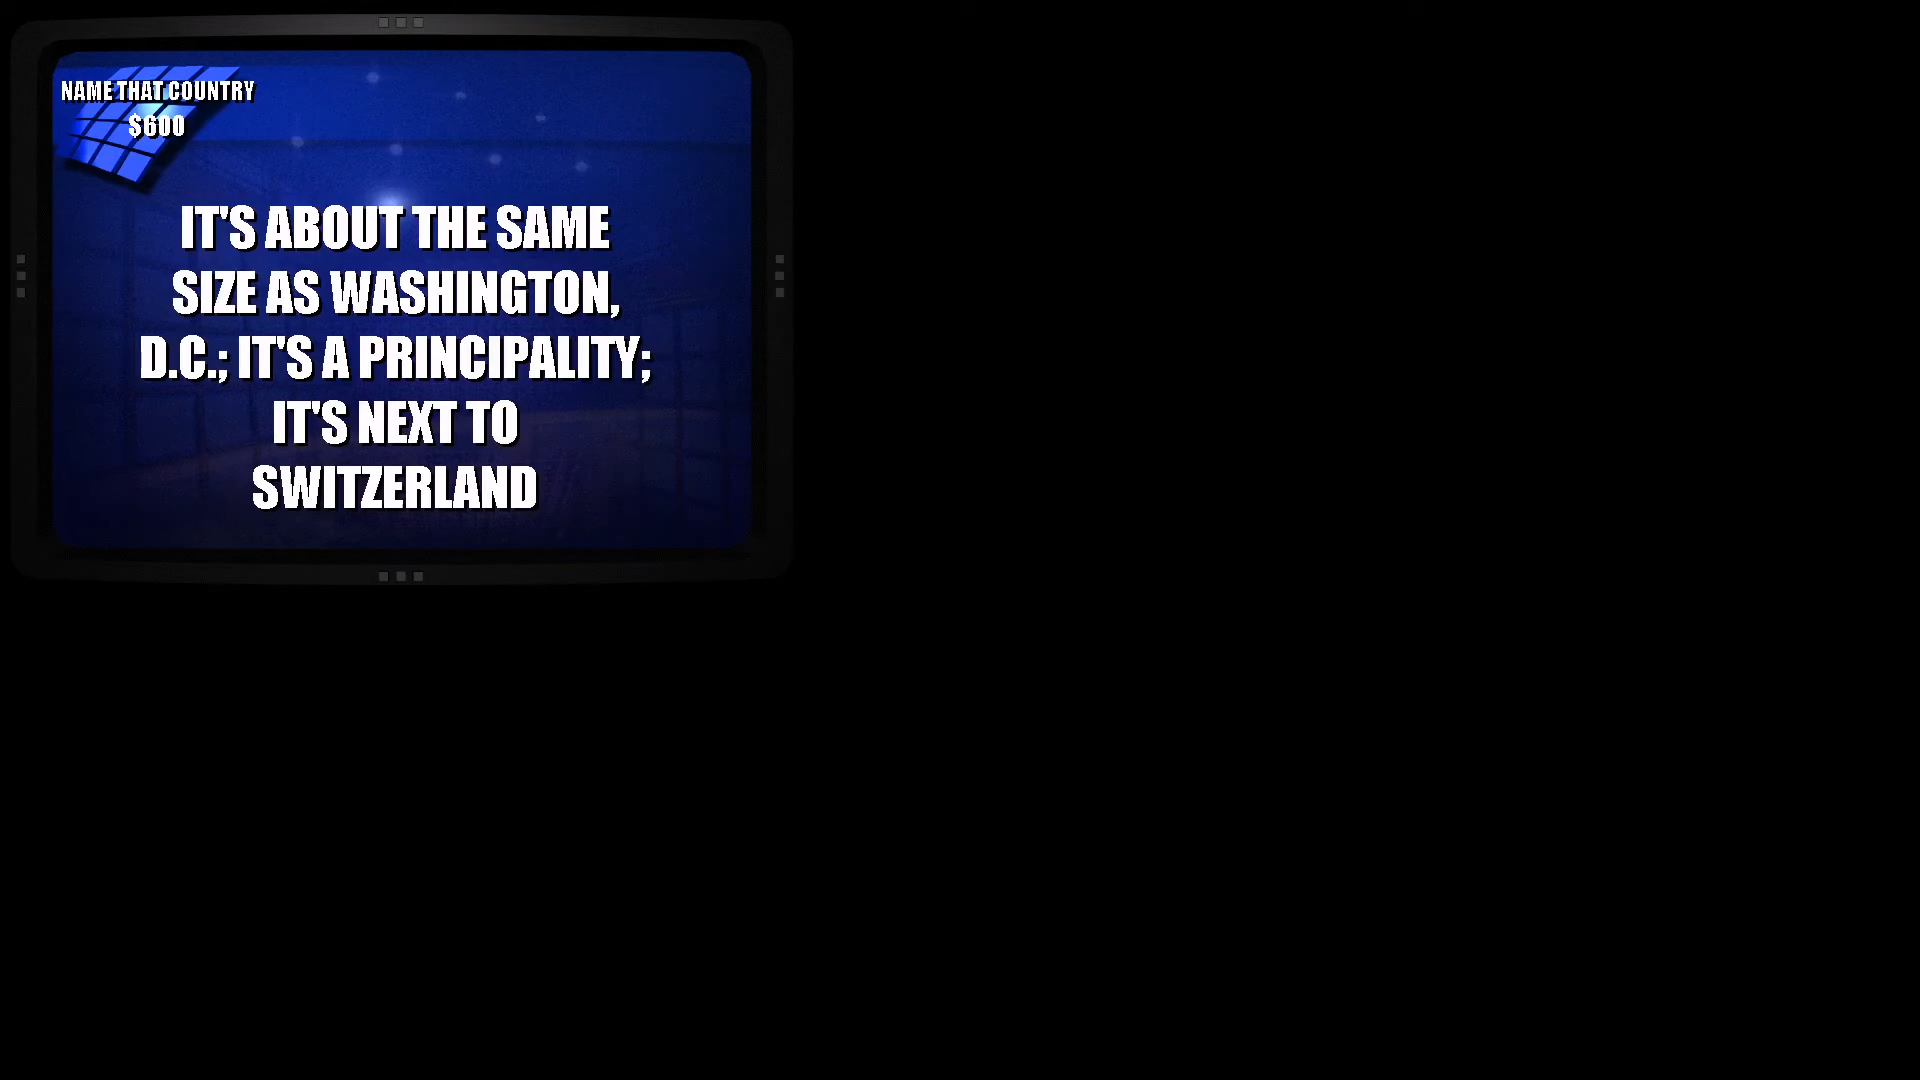 NAME THAT COUNTRY
$600
IT'S ABOUT THE SAME
SIZE AS WASHINGTON,
D.C.; IT'S A PRINCIPALITY;
IT'S NEXT TO
SWITZERLAND